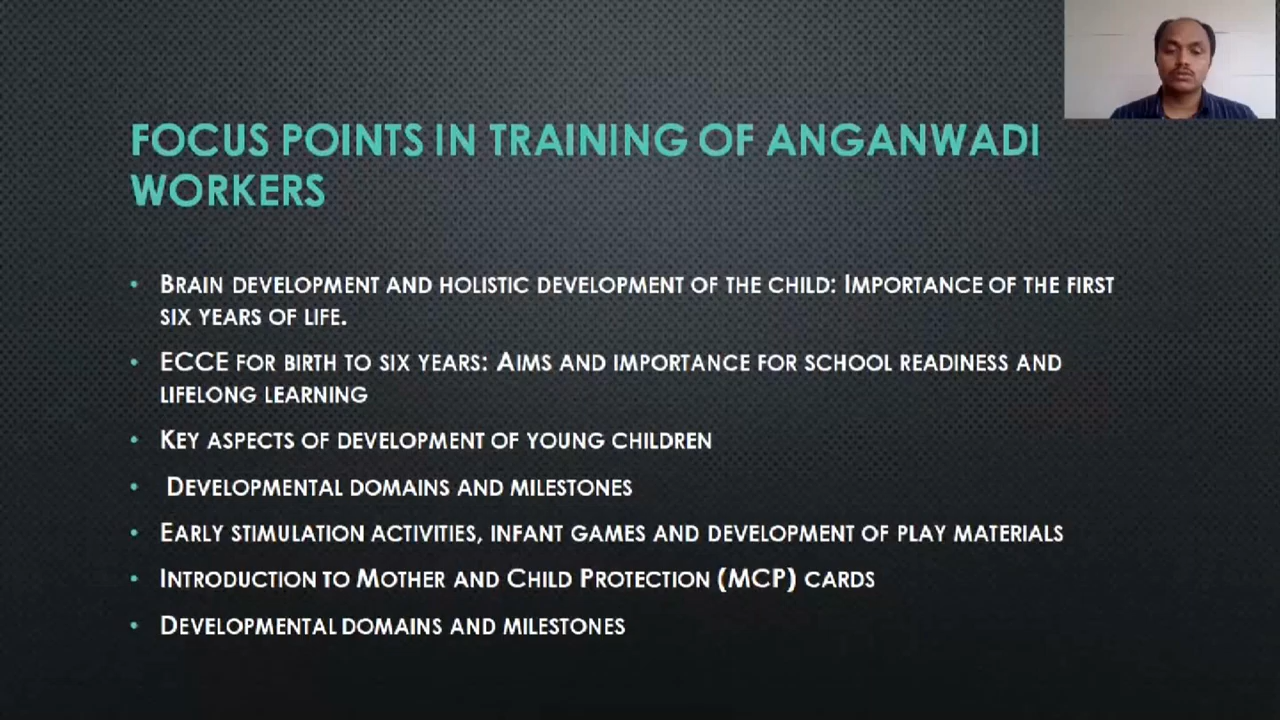 FOCUS POINTS IN TRAINING OF ANGANWADI
WORKERS
• BRAIN DEVELOPMENT AND HOLISTIC DEVELOPMENT OF THE CHILD: IMPORTANCE OF THE FIRST
SIX YEARS OF LIFE.
• ECCE FOR BIRTH TO SIX YEARS: AIMS AND IMPORTANCE FOR SCHOOL READINESS AND
LIFELONG LEARNING
• KEY ASPECTS OF DEVELOPMENT OF YOUNG CHILDREN
• DEVELOPMENTAL DOMAINS AND MILESTONES
• EARLY STIMULATION ACTIVITIES, INFANT GAMES AND DEVELOPMENT OF PLAY MATERIALS
• INTRODUCTION TO MOTHER AND CHILD PROTECTION (MCP) CARDS
• DEVELOPMENTAL DOMAINS AND MILESTONES